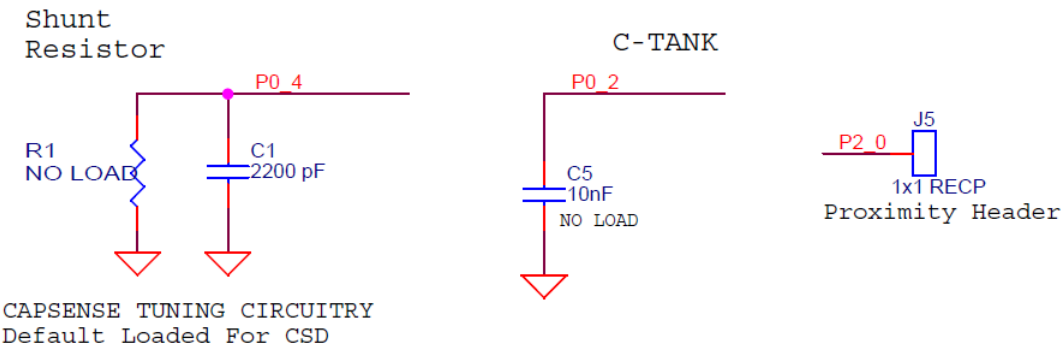 Shunt
Resistor
P0_4
R1
NO LOAD
C1
2200 pF
CAPSENSE TUNING CIRCUITRY
Default Loaded For CSD
C-TANK
P0_2
C5
10nF
NO LOAD
J5
P2_0
1x1 RECP
Proximity Header